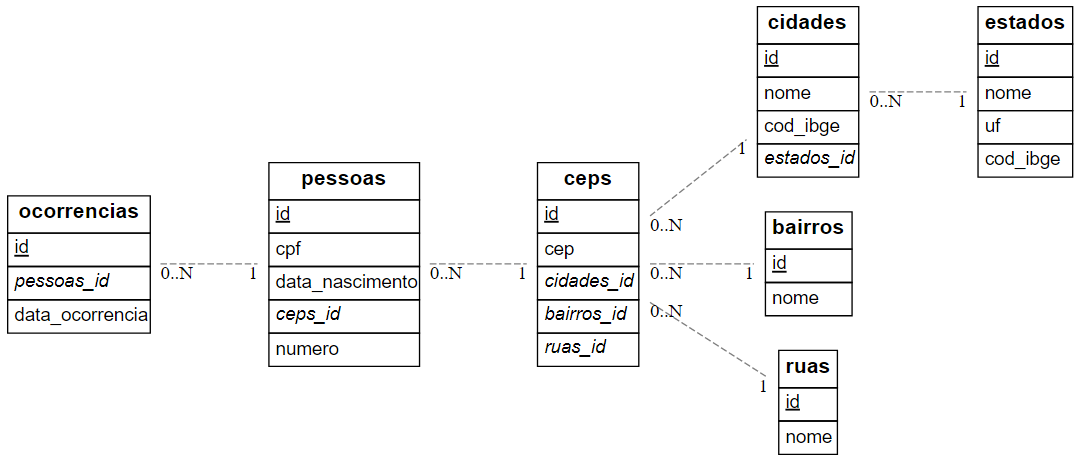 ocorrencias
id
pessoas_id
data_ocorrencia
0..N
1
pessoas
id
cpf
data_nascimento
ceps_id
numero
0..N
1
ceps
id
cep
cidades_id
bairros_id
ruas_id
0..N
1
0..N
1
0..N
1
cidades
id
nome
cod_ibge
estados_id
0..N
1
estados
id
nome
uf
cod_ibge
bairros
id
nome
ruas
id
nome